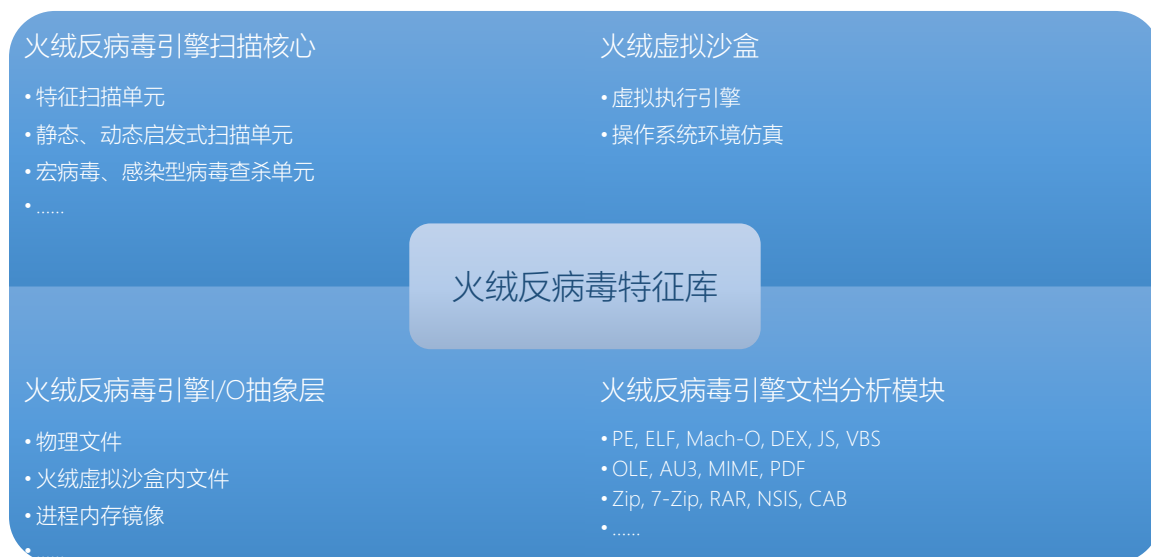 火绒反病毒引擎扫描核心
•特征扫描单元
•静态、动态启发式扫描单元
•宏病毒、感染型病毒查杀单元
•......
火绒虚拟沙盒
•虚拟执行引擎
•操作系统环境仿真
火绒反病毒特征库
火绒反病毒引擎I/O抽象层
•物理文件
•火绒虚拟沙盒内文件
•进程内存镜像
•......
火绒反病毒引擎文档分析模块
•PE, ELF, Mach-O, DEX, JS, VBS
•OLE, AU3, MIME, PDF
•Zip, 7-Zip, RAR, NSIS, CAB
•......